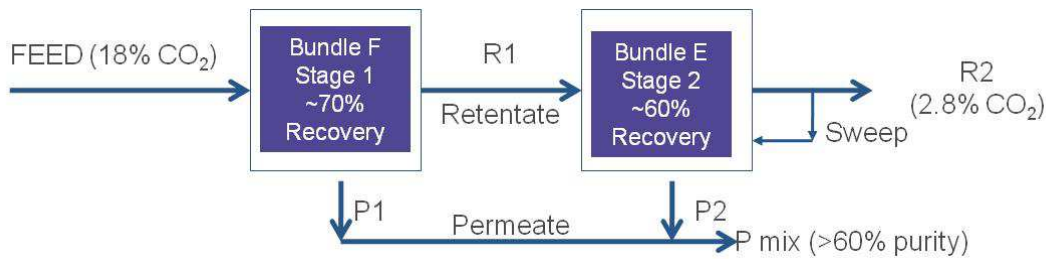 FEED (18% CO₂)
Bundle F
Stage 1
~70%
Recovery
R1
Retentate
Bundle E
Stage 2
~60%
Recovery
R2
(2.8% CO₂)
Sweep
P1
Permeate
P2
P mix (>60% purity)